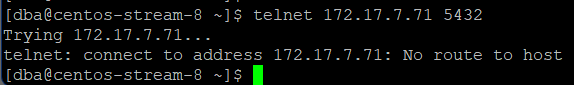 [dba@centos-stream-8 ~]$ telnet 172.17.7.71 5432
Trying 172.17.7.71...
telnet: connect to address 172.17.7.71: No route to host
[dba@centos-stream-8 ~]$